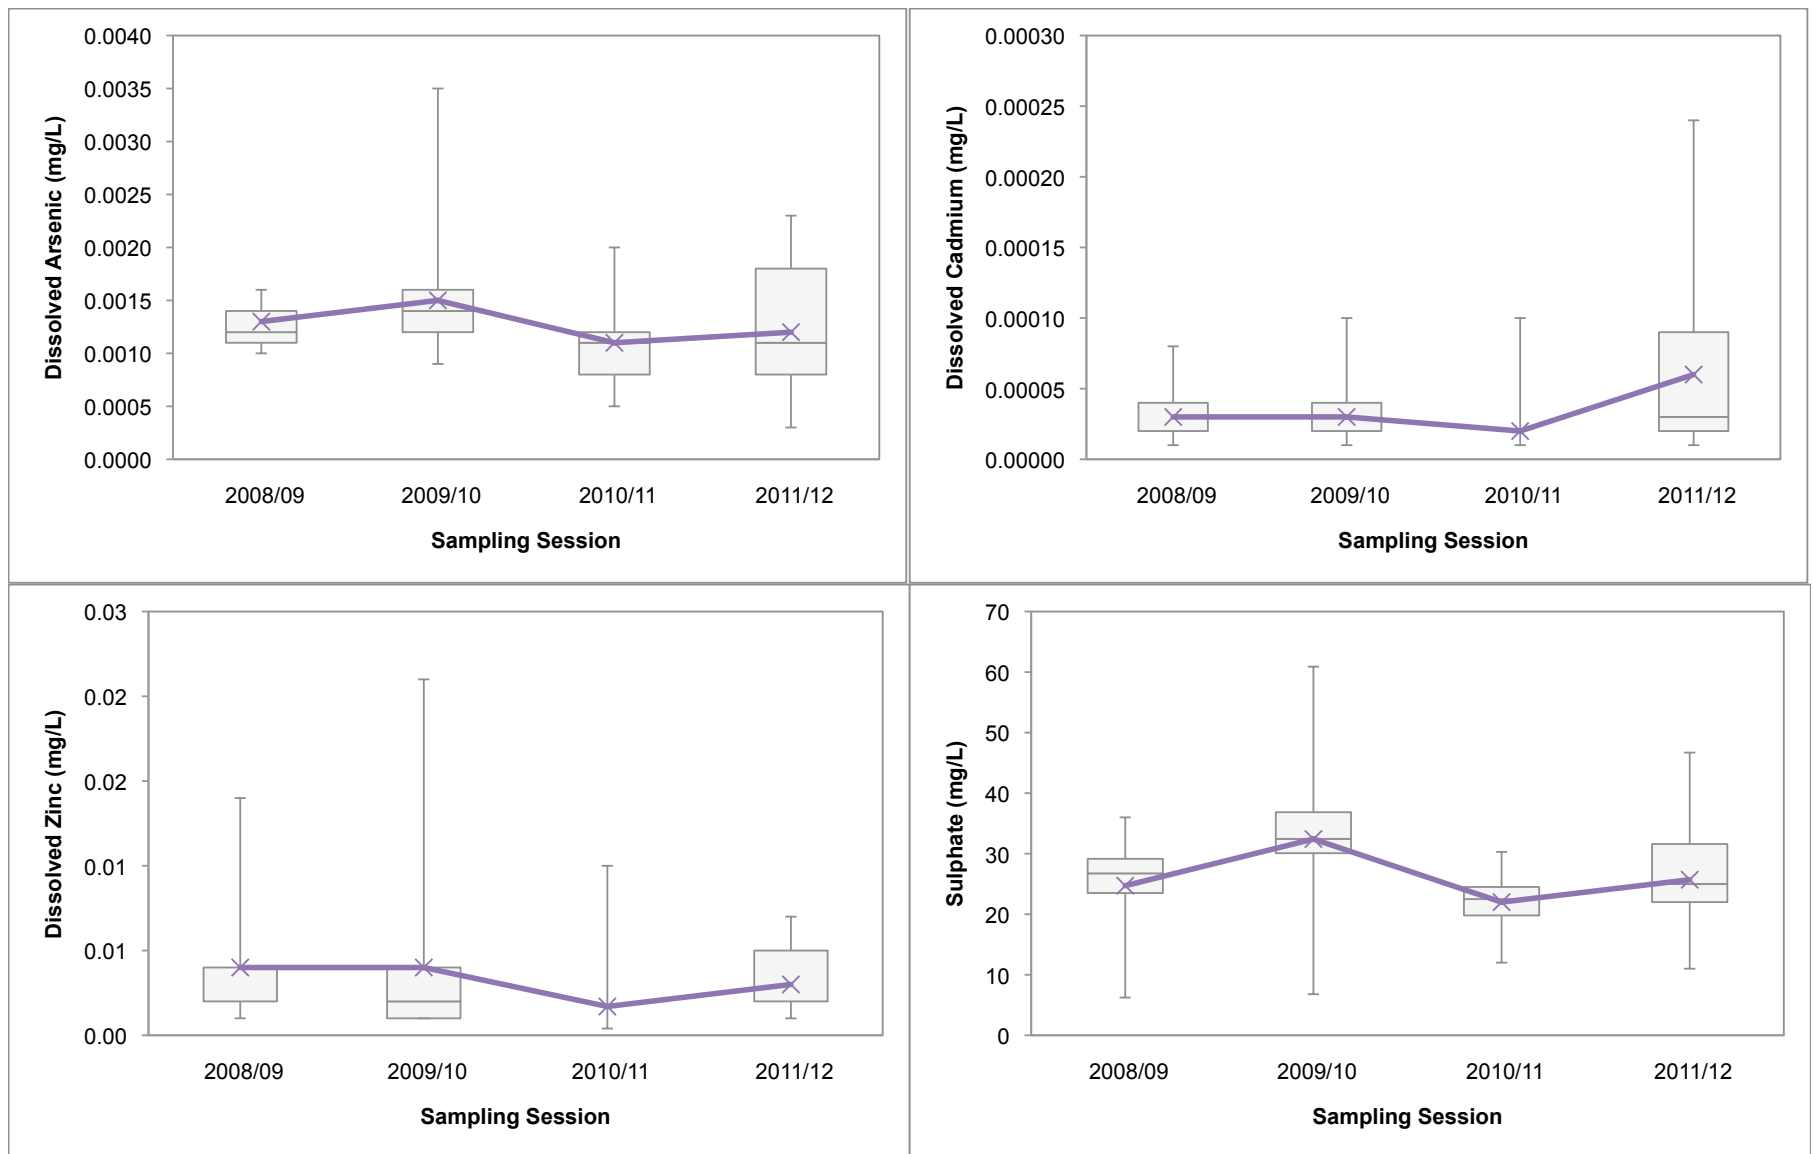 Dissolved Arsenic (mg/L)
0.0040
0.0035
0.0030
0.0025
0.0020
0.0015
0.0010
0.0005
0.0000
2008/09 2009/10 2010/11 2011/12
Sampling Session
Dissolved Cadmium (mg/L)
0.00030
0.00025
0.00020
0.00015
0.00010
0.00005
0.00000
2008/09 2009/10 2010/11 2011/12
Sampling Session
Dissolved Zinc (mg/L)
0.03
0.02
0.02
0.01
0.01
0.00
2008/09 2009/10 2010/11 2011/12
Sampling Session
Sulphate (mg/L)
70
60
50
40
30
20
10
0
2008/09 2009/10 2010/11 2011/12
Sampling Session